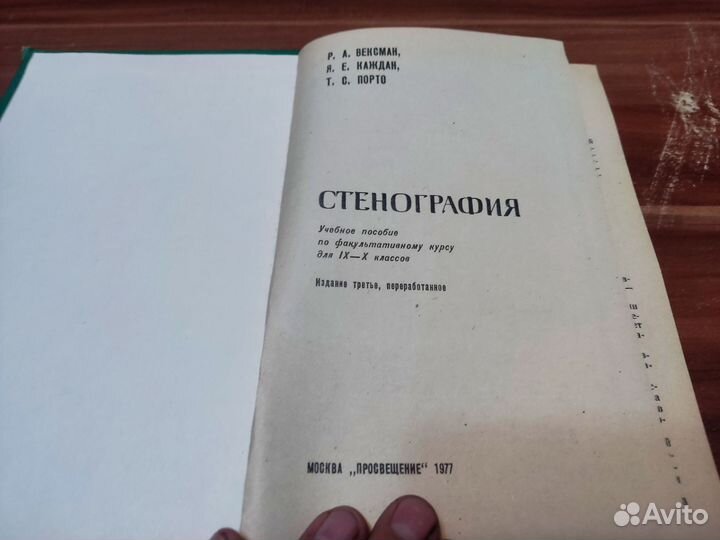 Р. А. ВЕКСМАН,
Я. Е. КАЖДАН,
Т. С. ПОРТО
СТЕНОГРАФИЯ
Учебное пособие
по факультативному курсу
для IX—X классов
Издание третье, переработанное
МОСКВА „ПРОСВЕЩЕНИЕ“ 1977
Avito